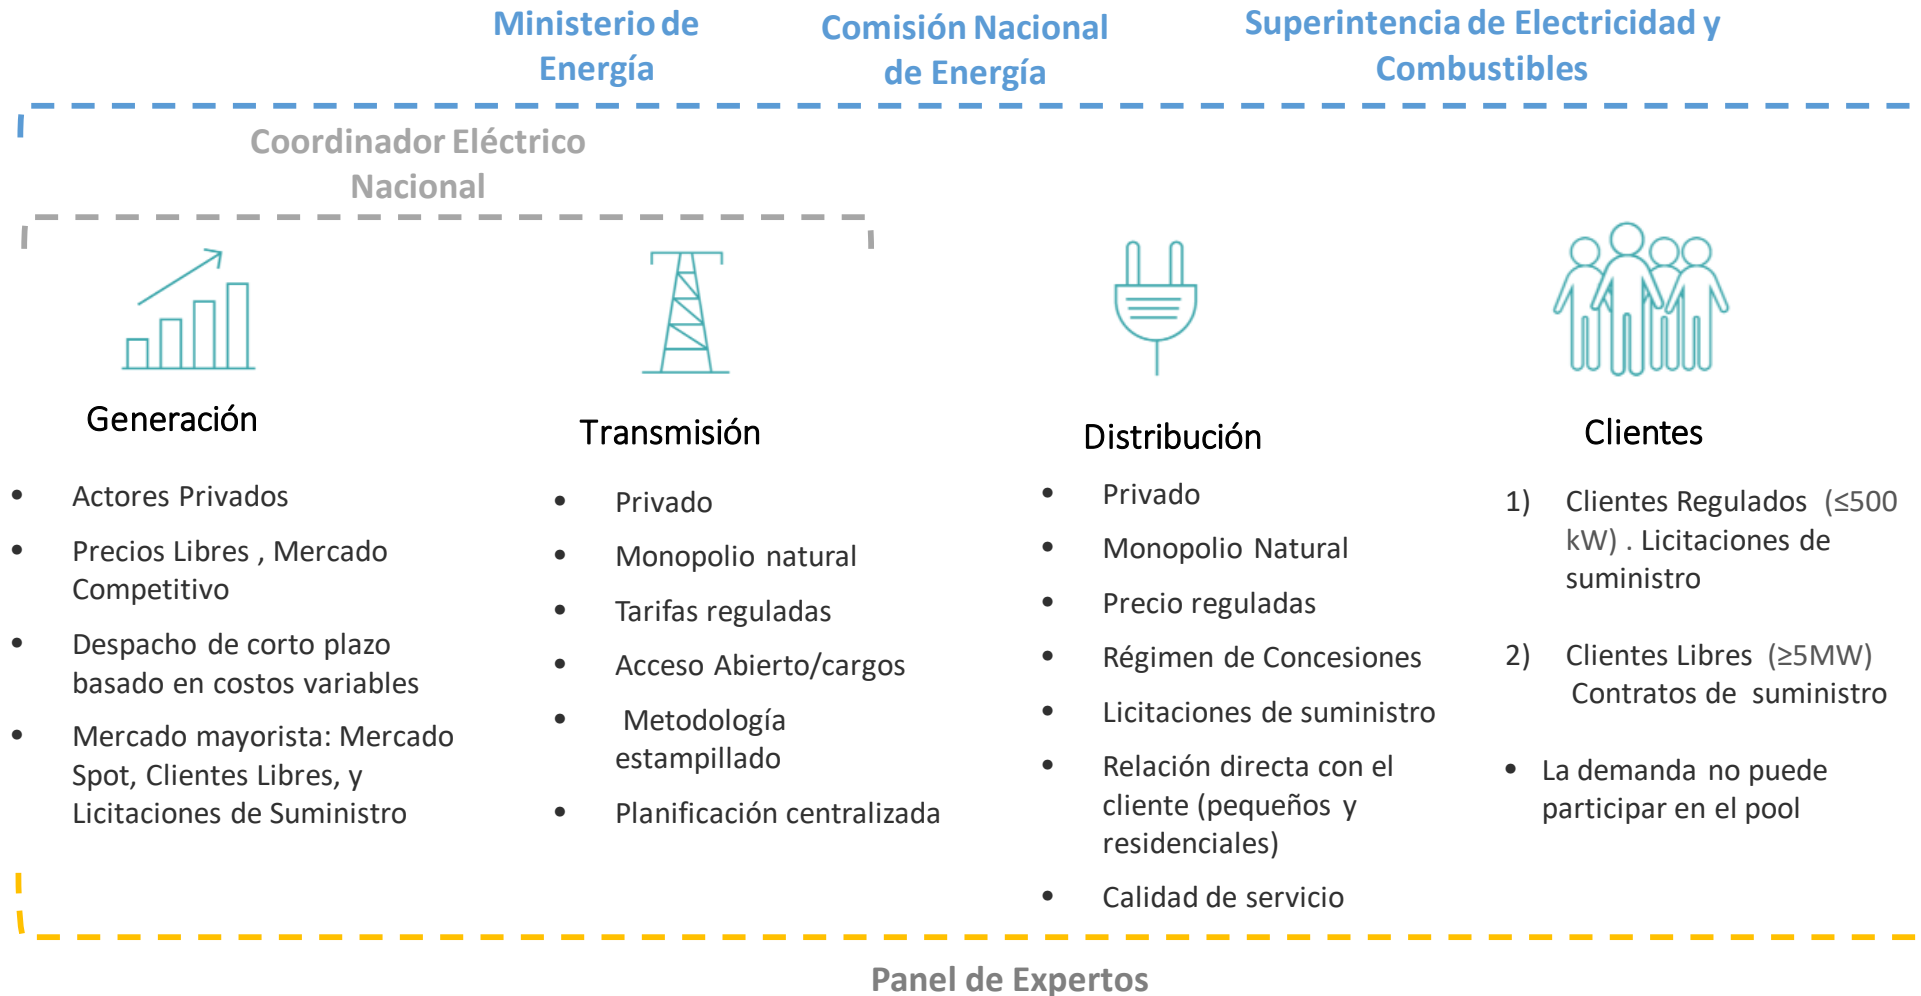 Ministerio de
Energía
Comisión Nacional
de Energía
Superintencia de Electricidad y
Combustibles
Coordinador Eléctrico
Nacional
Generación
• Actores Privados
• Precios Libres , Mercado
Competitivo
• Despacho de corto plazo
basado en costos variables
• Mercado mayorista: Mercado
Spot, Clientes Libres, y
Licitaciones de Suministro
Transmisión
• Privado
• Monopolio natural
• Tarifas reguladas
• Acceso Abierto/cargos
• Metodología
estampillado
• Planificación centralizada
Distribución
• Privado
• Monopolio Natural
• Precio reguladas
• Régimen de Concesiones
• Licitaciones de suministro
• Relación directa con el
cliente (pequeños y
residenciales)
• Calidad de servicio
Clientes
1) Clientes Regulados (≤500
kW) . Licitaciones de
suministro
2) Clientes Libres (≥5MW)
Contratos de suministro
• La demanda no puede
participar en el pool
Panel de Expertos